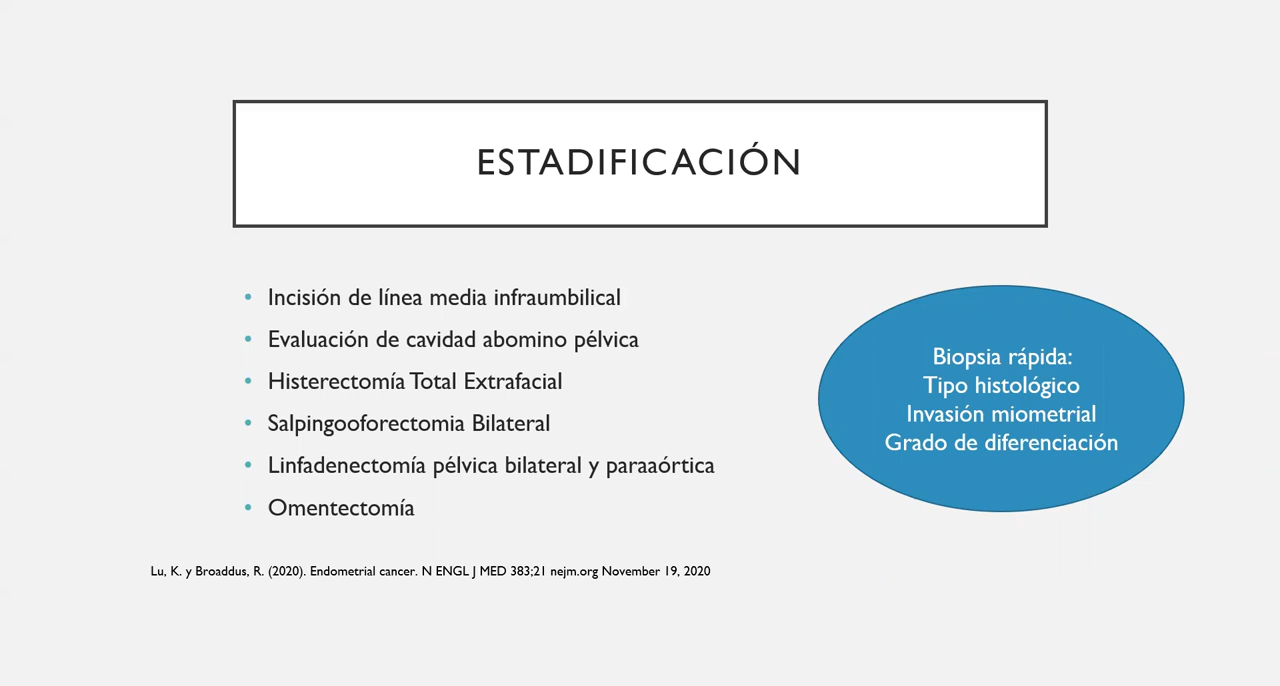 ESTADIFICACIÓN
• Incisión de línea media infraumbilical
• Evaluación de cavidad abomino pélvica
• Histerectomía Total Extrafacial
• Salpingooforectomia Bilateral
• Linfadenectomía pélvica bilateral y paraaórtica
• Omentectomía
Biopsia rápida:
Tipo histológico
Invasión miometrial
Grado de diferenciación
Lu, K. y Broaddus, R. (2020). Endometrial cancer. N ENGL J MED 383;21 nejm.org November 19, 2020